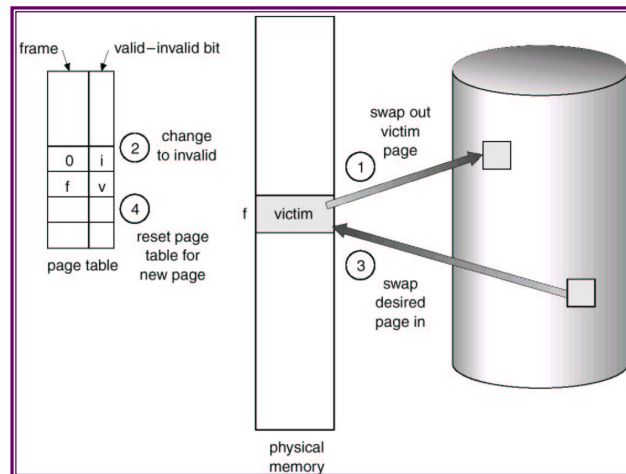 frame
valid–invalid bit
0 i
f v
page table
2
change
to invalid
4
reset page
table for
new page
f
victim
physical
memory
1
swap out
victim
page
3
swap
desired
page in